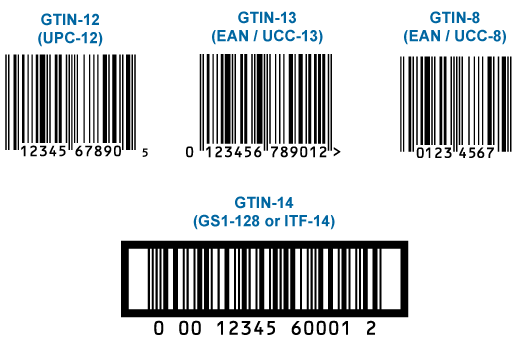 GTIN-12
(UPC-12)
GTIN-13
(EAN / UCC-13)
GTIN-8
(EAN / UCC-8)
12345 67890 5
0 123456 789012 >
0123 4567
GTIN-14
(GS1-128 or ITF-14)
0 00 12345 60001 2